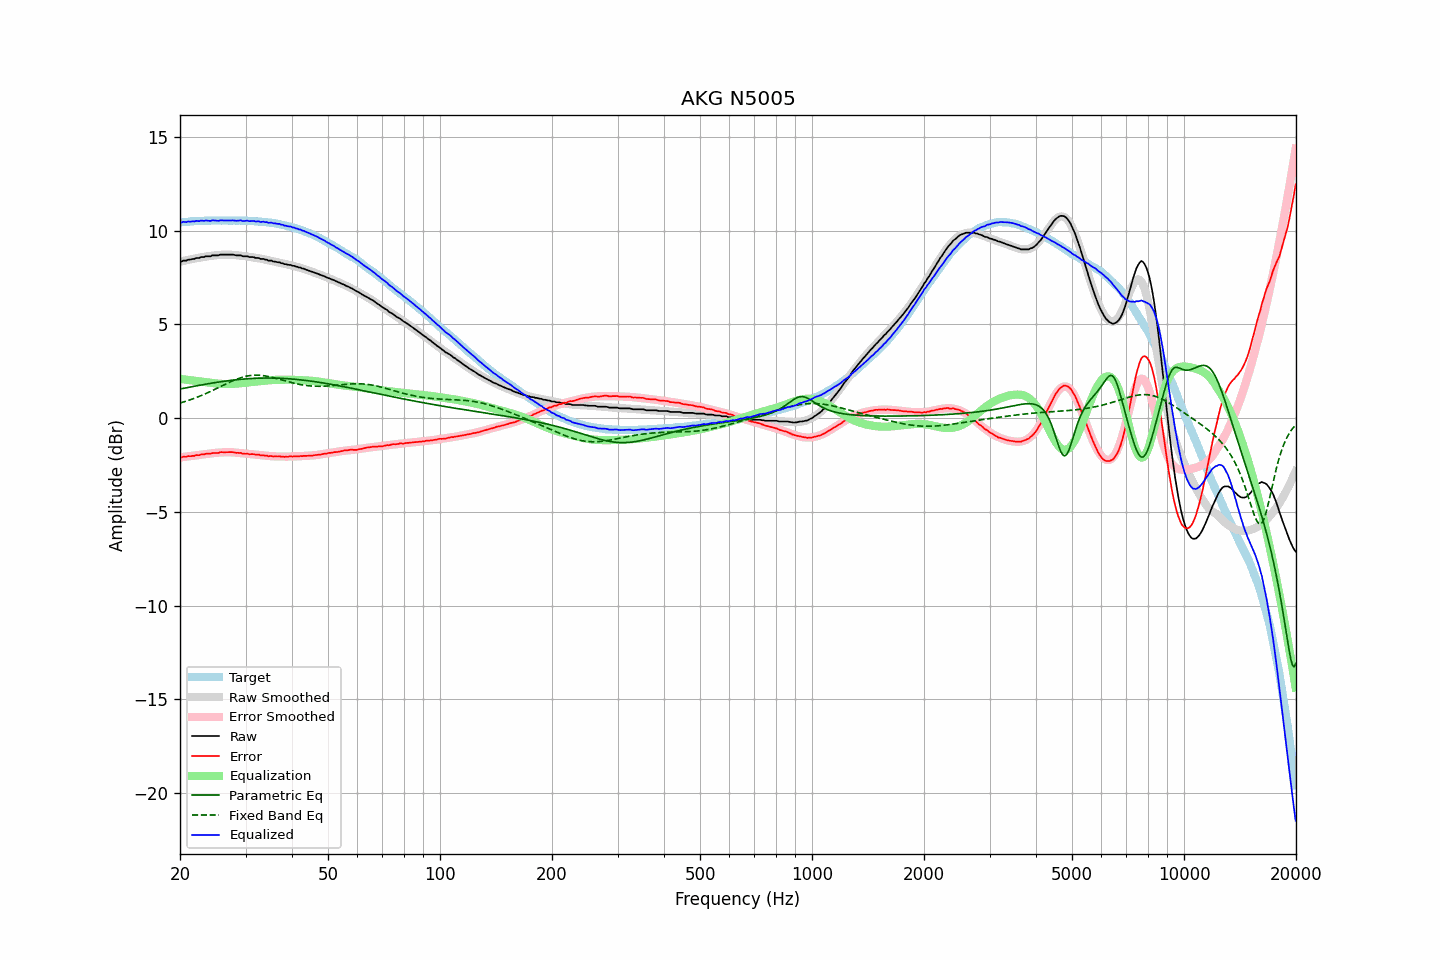 AKG N5005
15
10
5
0
−5
−10
−15
−20
Amplitude (dBr)
Target
Raw Smoothed
Error Smoothed
Raw
Error
Equalization
Parametric Eq
Fixed Band Eq
Equalized
20
50
100
200
500
1000
2000
5000
10000
20000
Frequency (Hz)